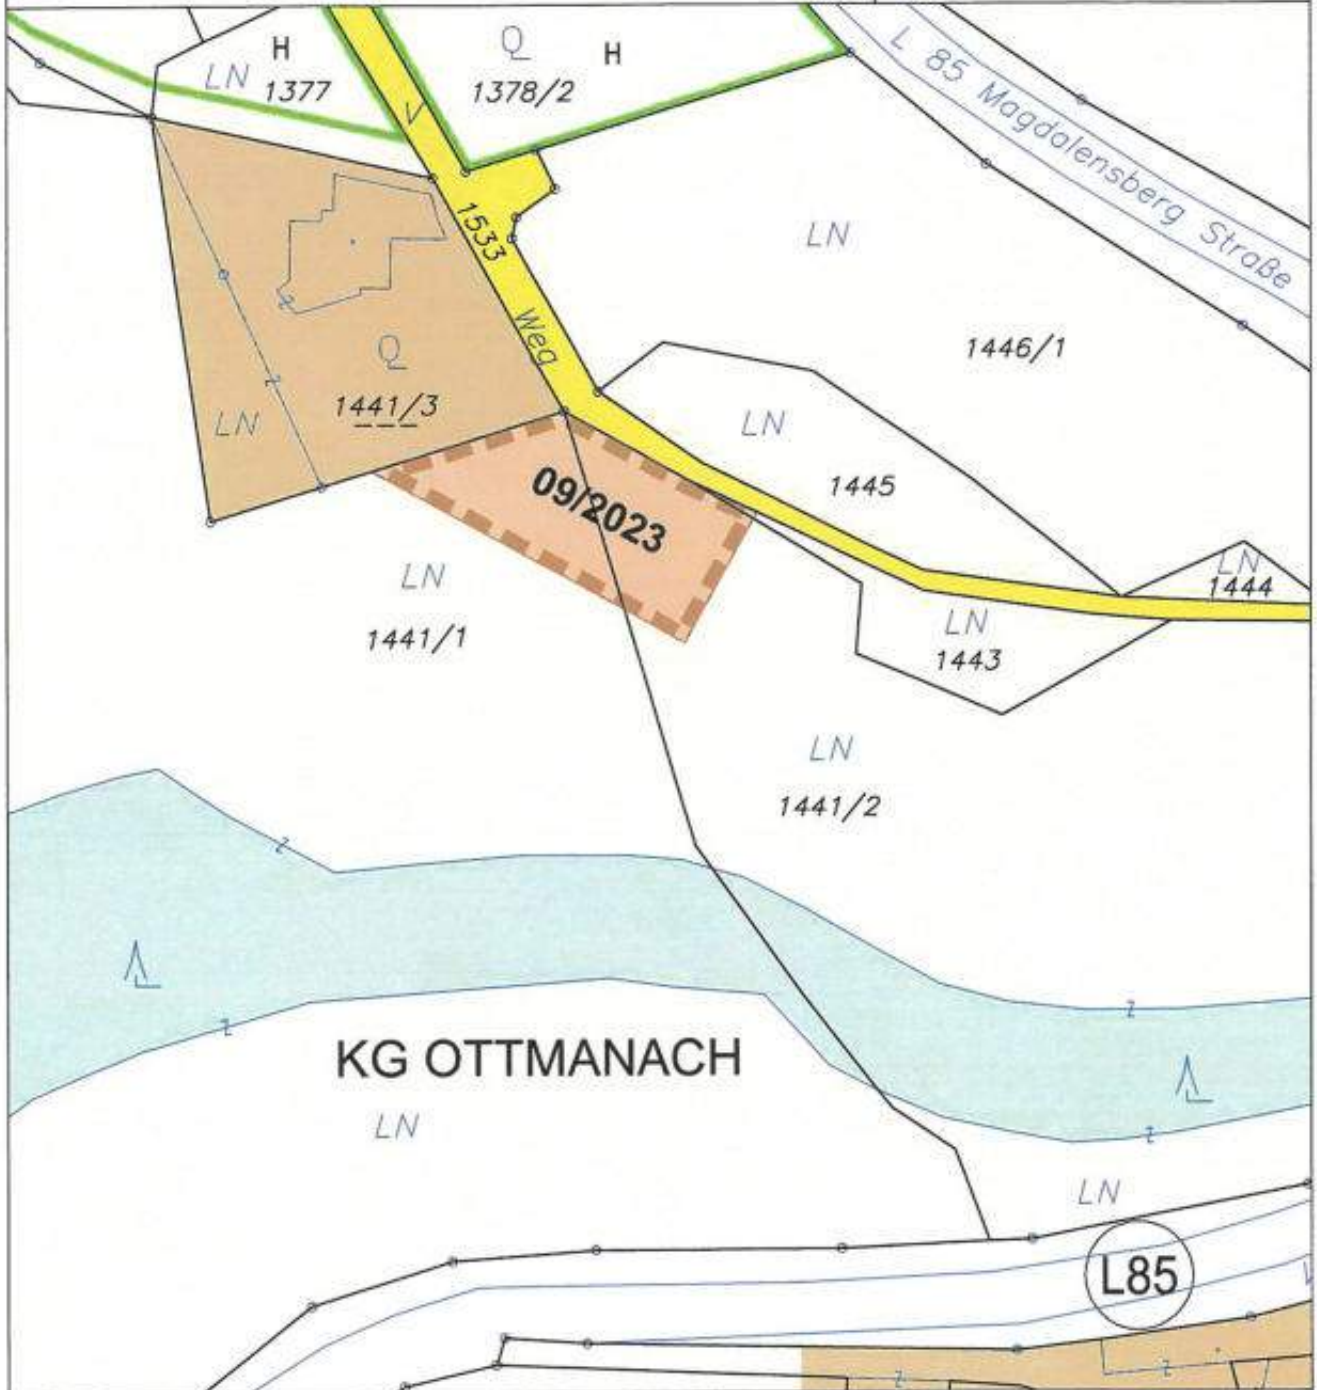 H
Q
H
LN
1377
1378/2
L 85 Magdalensberg Straße
V
1533
LN
Weg
1446/1
Q
1441/3
LN
LN
1445
09/2023
LN
1444
LN
1441/1
LN
1443
LN
1441/2
KG OTTMANACH
LN
LN
L85